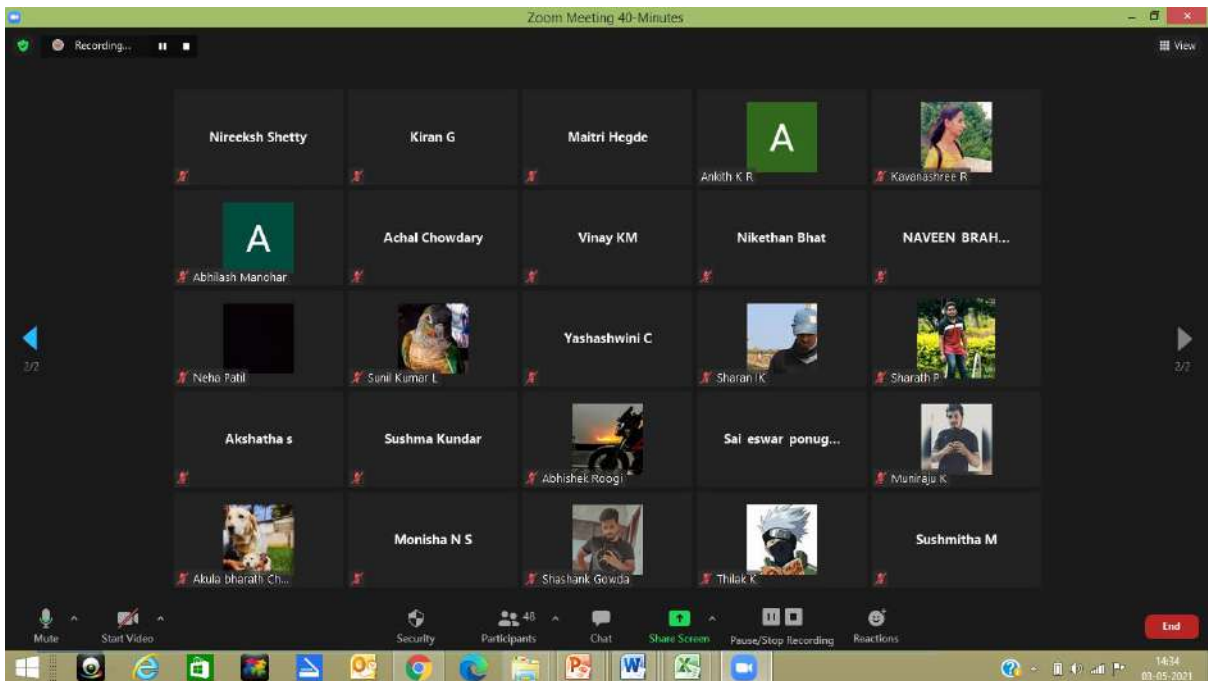 Zoom Meeting 40-Minutes
Recording...
View
Nireeksh Shetty
Kiran G
Maitri Hegde
A
Ankith K R
Kavanashree R
A
Abhilash Manohar
Achal Chowdary
Vinay KM
Nikethan Bhat
NAVEEN BRAH...
2/2
Neha Patil
Sunil Kumar L
Yashashwini C
Sharan K
Sharath P
2/2
Akshatha s
Sushma Kundar
Abhishek Roogi
Sai eswar ponug...
Muniraju K
Akula bharath Ch...
Monisha N S
Shashank Gowda
Thilak K
Sushmitha M
Mute
Start Video
Security
48
Participants
Chat
Share Screen
Pause/Stop Recording
Reactions
End
14:34
03-05-2021